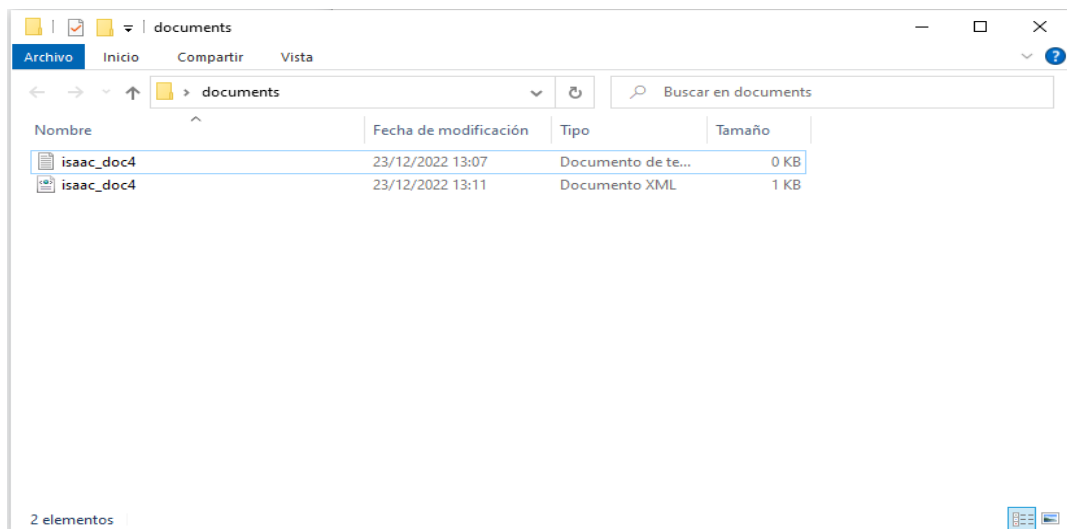 documents
Archivo Inicio Compartir Vista ?
documents Buscar en documents
Nombre Fecha de modificación Tipo Tamaño
isaac_doc4 23/12/2022 13:07 Documento de te... 0 KB
isaac_doc4 23/12/2022 13:11 Documento XML 1 KB
2 elementos